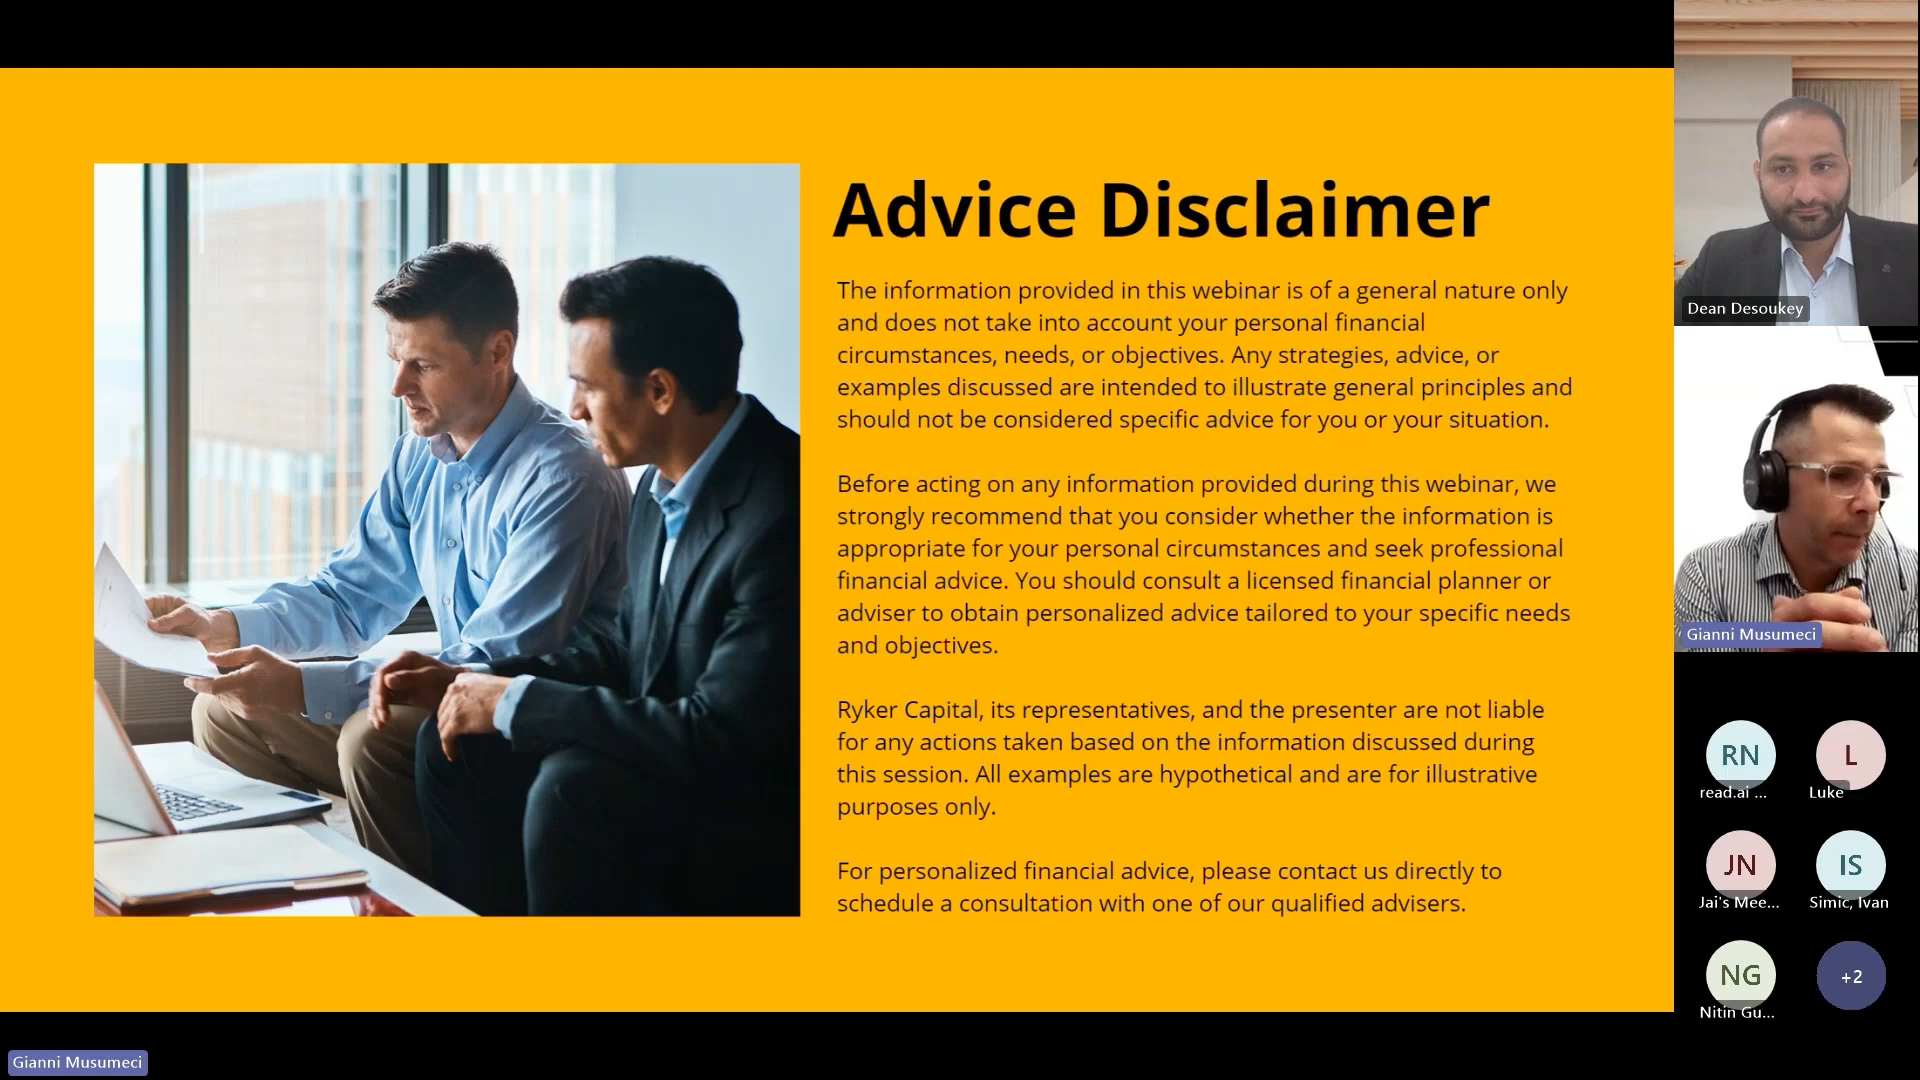 Advice Disclaimer
The information provided in this webinar is of a general nature only
and does not take into account your personal financial
circumstances, needs, or objectives. Any strategies, advice, or
examples discussed are intended to illustrate general principles and
should not be considered specific advice for you or your situation.
Before acting on any information provided during this webinar, we
strongly recommend that you consider whether the information is
appropriate for your personal circumstances and seek professional
financial advice. You should consult a licensed financial planner or
adviser to obtain personalized advice tailored to your specific needs
and objectives.
Ryker Capital, its representatives, and the presenter are not liable
for any actions taken based on the information discussed during
this session. All examples are hypothetical and are for illustrative
purposes only.
For personalized financial advice, please contact us directly to
schedule a consultation with one of our qualified advisers.
Dean Desoukey
Gianni Musumeci
RN
L
read.ai ...
Luke
JN
IS
Jai's Mee...
Simic, Ivan
NG
+2
Nitin Gu...
Gianni Musumeci